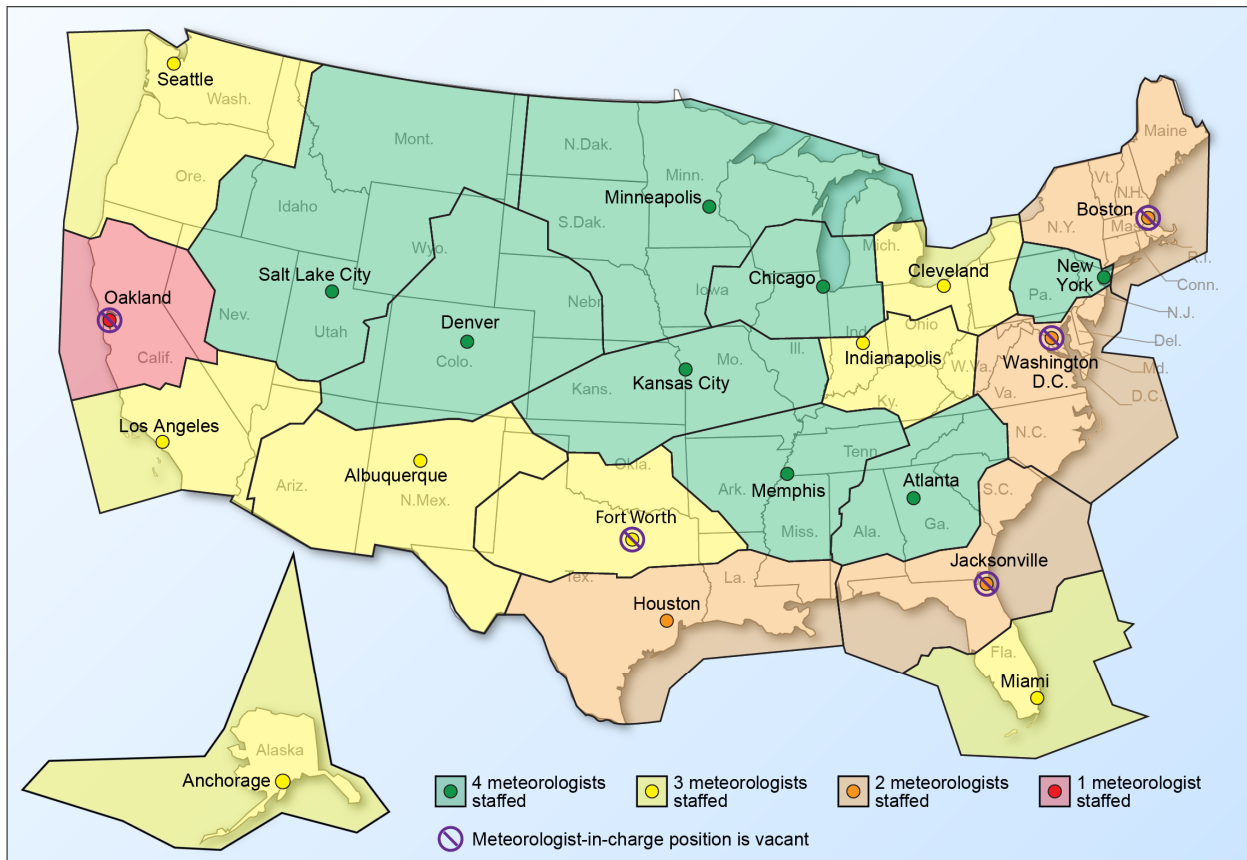 Seattle
Wash.
Mont.
N.Dak.
Minn.
Maine
Ore.
Vt.
N.H.
Idaho
Minneapolis
Boston
S.Dak.
N.Y.
Mass.
Wyo.
Mich.
R.I.
Salt Lake City
Chicago
Cleveland
New
York
Conn.
Oakland
Nebr.
Iowa
Pa.
Nev.
Utah
Denver
Ohio
N.J.
Calif.
Colo.
Mo.
Ill.
Ind.
Indianapolis
Washington
D.C.
Del.
Kans.
Kansas City
W.Va.
Md.
Ky.
Va.
D.C.
Los Angeles
N.C.
Okla.
Tenn.
Albuquerque
Ariz.
N.Mex.
Ark.
Memphis
Atlanta
S.C.
Fort Worth
Miss.
Ala.
Ga.
Jacksonville
Tex.
La.
Houston
Fla.
Miami
Alaska
Anchorage
4 meteorologists
staffed
3 meteorologists
staffed
2 meteorologists
staffed
1 meteorologist
staffed
Meteorologist-in-charge position is vacant